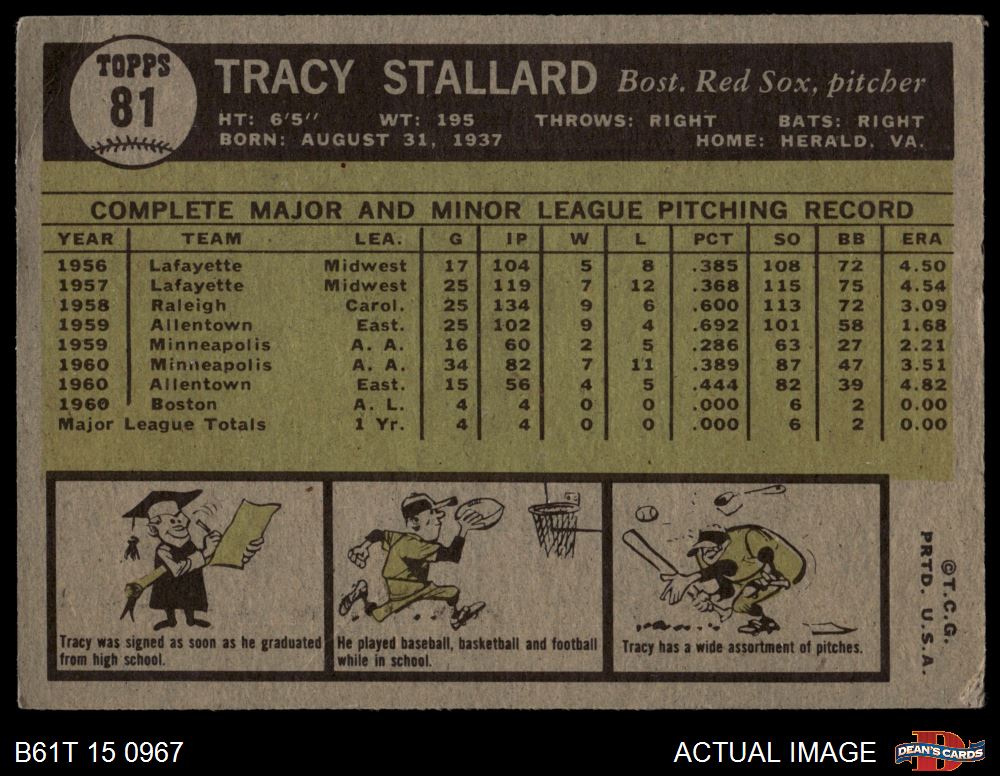 TOPPS
81
TRACY STALLARD Bost. Red Sox, pitcher
HT: 6'5" WT: 195 THROWS: RIGHT BATS: RIGHT
BORN: AUGUST 31, 1937 HOME: HERALD, VA.
COMPLETE MAJOR AND MINOR LEAGUE PITCHING RECORD
YEAR TEAM LEA. G IP W L PCT SO BB ERA
1956 Lafayette Midwest 17 104 5 8 .385 108 72 4.50
1957 Lafayette Midwest 25 119 7 12 .368 115 75 4.54
1958 Raleigh Carol. 25 134 9 6 .600 113 72 3.09
1959 Allentown East. 25 102 9 4 .692 101 58 1.68
1959 Minneapolis A. A. 16 60 2 5 .286 63 27 2.21
1960 Minneapolis A. A. 34 82 7 11 .389 87 47 3.51
1960 Allentown East. 15 56 4 5 .444 82 39 4.82
1960 Boston A. L. 4 4 0 0 .000 6 2 0.00
Major League Totals 1 Yr. 4 4 0 0 .000 6 2 0.00
Tracy was signed as soon as he graduated
from high school.
He played baseball, basketball and football
while in school.
Tracy has a wide assortment of pitches.
©T.C.G.
PRTD. U.S.A.
B61T 15 0967
ACTUAL IMAGE
DEAN'S CARDS